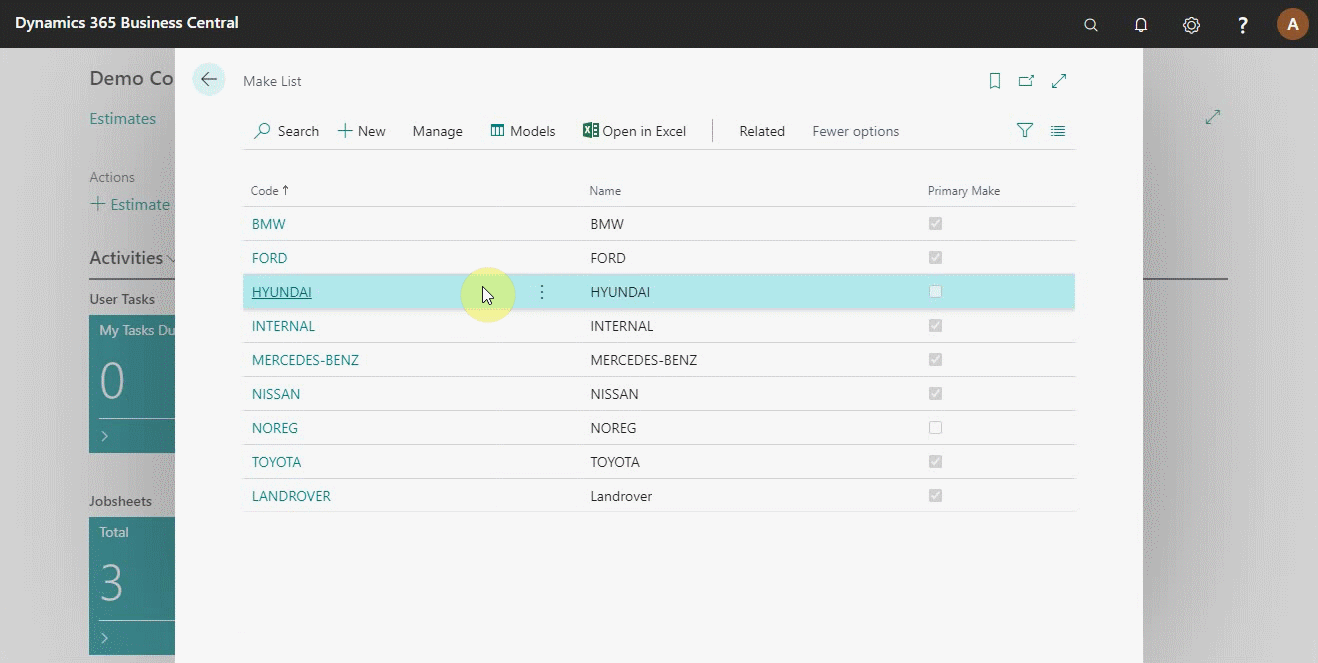 Dynamics 365 Business Central
?
A
Demo Co
Estimates
Actions
+ Estimate
Activities
User Tasks
My Tasks Du
0
Jobsheets
Total
3
Make List
Search
+ New
Manage
Models
Open in Excel
Related
Fewer options
Code ↑ Name Primary Make
BMW BMW
FORD FORD
HYUNDAI HYUNDAI
INTERNAL INTERNAL
MERCEDES-BENZ MERCEDES-BENZ
NISSAN NISSAN
NOREG NOREG
TOYOTA TOYOTA
LANDROVER Landrover